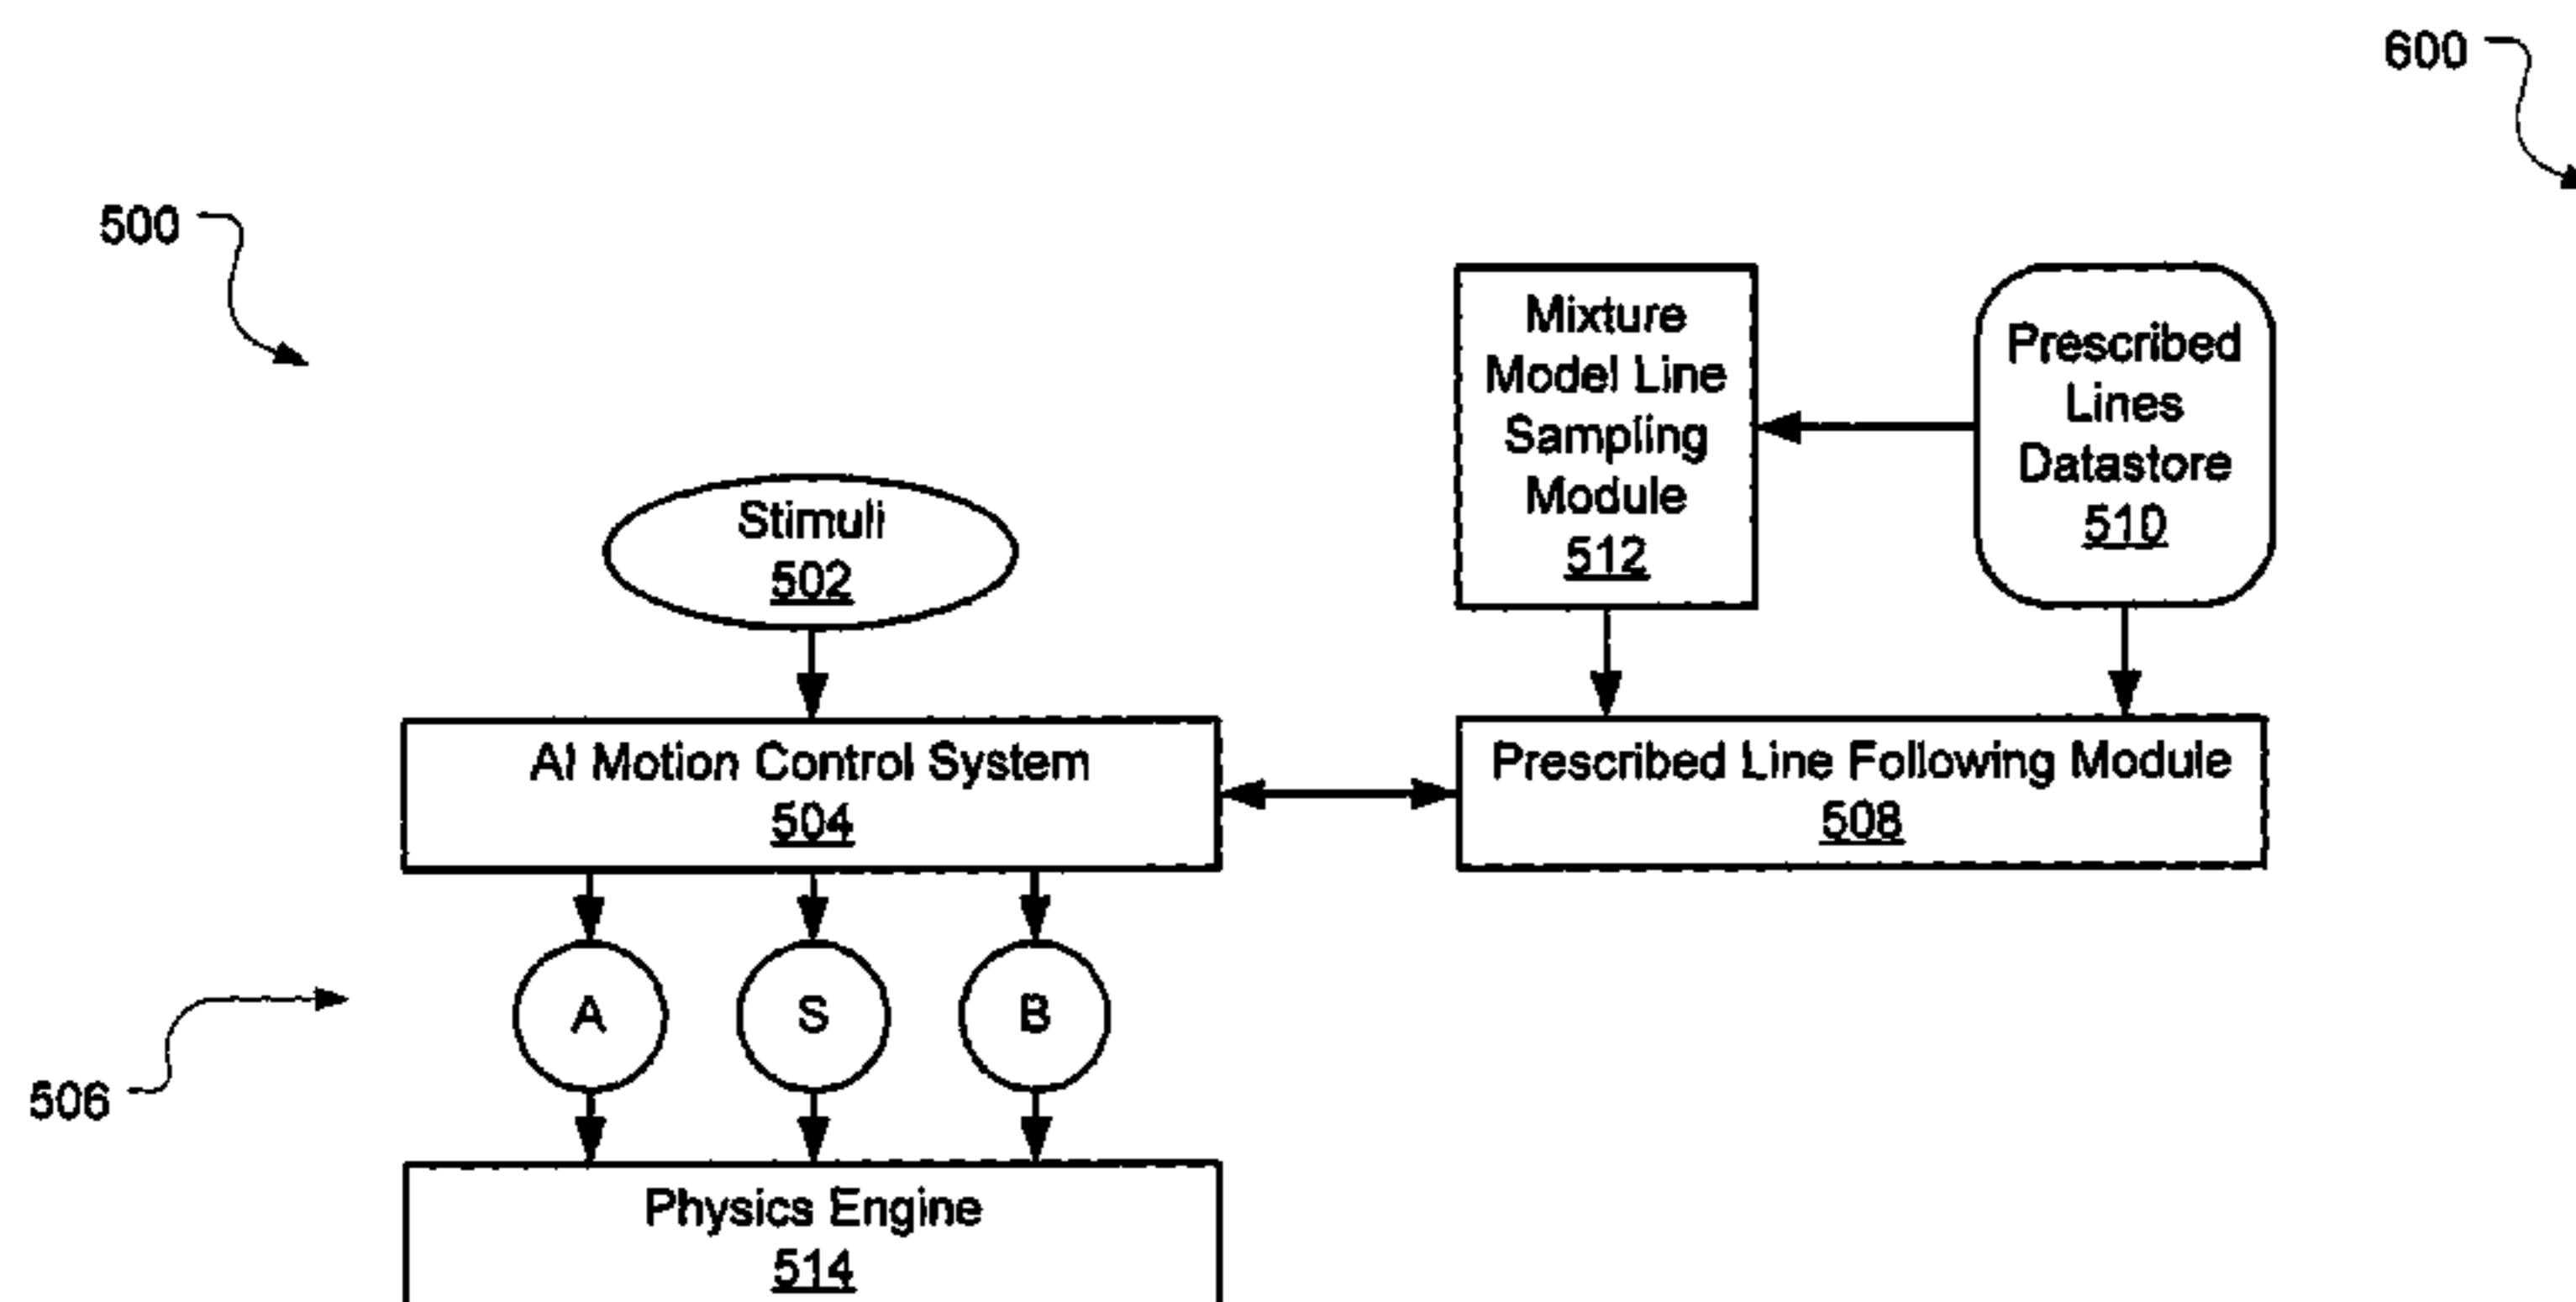 600
500
Mixture
Model Line
Sampling
Module
512
Prescribed
Lines
Datastore
510
Stimuli
502
AI Motion Control System
504
Prescribed Line Following Module
508
A
S
B
506
Physics Engine
514